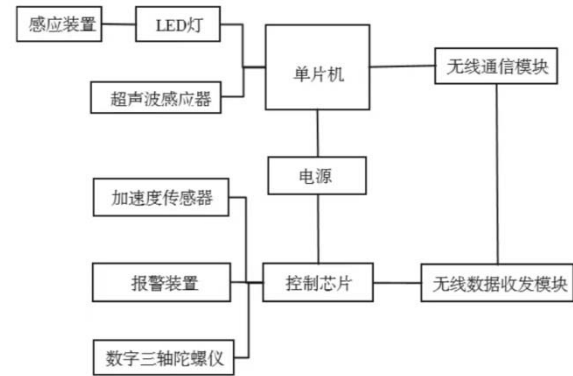 感应装置
LED灯
单片机
无线通信模块
超声波感应器
电源
加速度传感器
报警装置
控制芯片
无线数据收发模块
数字三轴陀螺仪